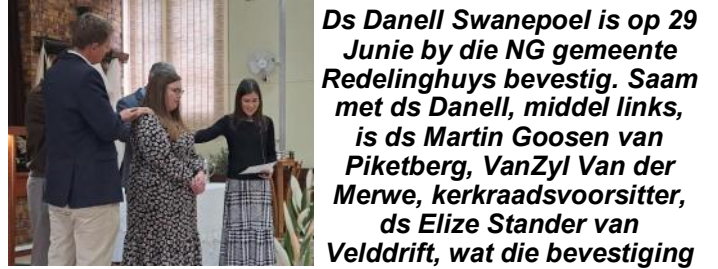 Ds Danell Swanepoel is op 29
Junie by die NG gemeente
Redelinghuys bevestig. Saam
met ds Danell, middel links,
is ds Martin Goosen van
Piketberg, VanZyl Van der
Merwe, kerkraadsvoorsitter,
ds Elize Stander van
Velddrift, wat die bevestiging